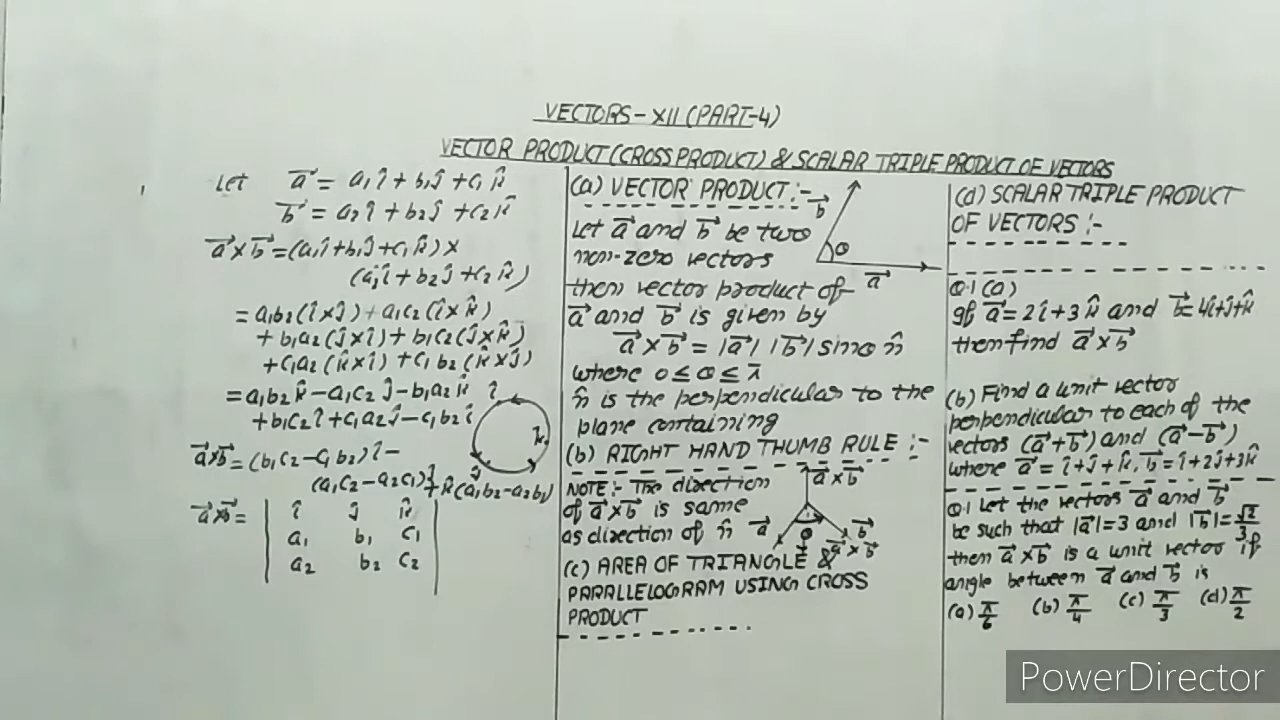 VECTORS - XII (PART-4)
VECTOR PRODUCT (CROSS PRODUCT) & SCALAR TRIPLE PRODUCT OF VECTORS
Let a⃗ = a₁î + b₁ĵ + c₁k̂
b⃗ = a₂î + b₂ĵ + c₂k̂
a⃗ × b⃗ = (a₁î + b₁ĵ + c₁k̂) ×
(a₂î + b₂ĵ + c₂k̂)
= a₁b₂(î×ĵ) + a₁c₂(î×k̂)
+ b₁a₂(ĵ×î) + b₁c₂(ĵ×k̂)
+ c₁a₂(k̂×î) + c₁b₂(k̂×ĵ)
= a₁b₂k̂ - a₁c₂ĵ - b₁a₂k̂
+ b₁c₂î + c₁a₂ĵ - c₁b₂î
î
k̂
ĵ
a⃗×b⃗ = (b₁c₂ - c₁b₂)î -
(a₁c₂ - a₂c₁)ĵ + k̂(a₁b₂ - a₂b₁)
a⃗×b⃗ = | î ĵ k̂ |
| a₁ b₁ c₁ |
| a₂ b₂ c₂ |
(a) VECTOR PRODUCT :-
b⃗
θ
a⃗
Let a⃗ and b⃗ be two
non-zero vectors
then vector product of
a⃗ and b⃗ is given by
a⃗ × b⃗ = |a⃗| |b⃗| sinθ n̂
where 0 ≤ θ ≤ π
n̂ is the perpendicular to the
plane containing
(b) RIGHT HAND THUMB RULE :-
NOTE:- The direction
of a⃗×b⃗ is same
as direction of n̂
a⃗×b⃗
a⃗
θ
b⃗
a⃗×b⃗
(c) AREA OF TRIANGLE &
PARALLELOGRAM USING CROSS
PRODUCT
(d) SCALAR TRIPLE PRODUCT
OF VECTORS :-
Q.1 (a)
If a⃗ = 2î + 3k̂ and b⃗ = 4î+ĵ+k̂
then find a⃗×b⃗
(b) Find a unit vector
perpendicular to each of the
vectors (a⃗+b⃗) and (a⃗-b⃗)
where a⃗ = î+ĵ+k̂, b⃗ = î+2ĵ+3k̂
Q.1 Let the vectors a⃗ and b⃗
be such that |a⃗| = 3 and |b⃗| = √2/3
then a⃗×b⃗ is a unit vector if
angle between a⃗ and b⃗ is
(a) π/6 (b) π/4 (c) π/3 (d) π/2
PowerDirector